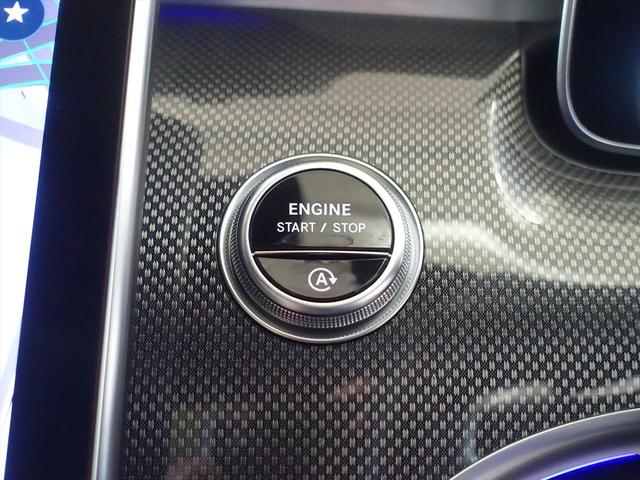 ENGINE
START / STOP
A